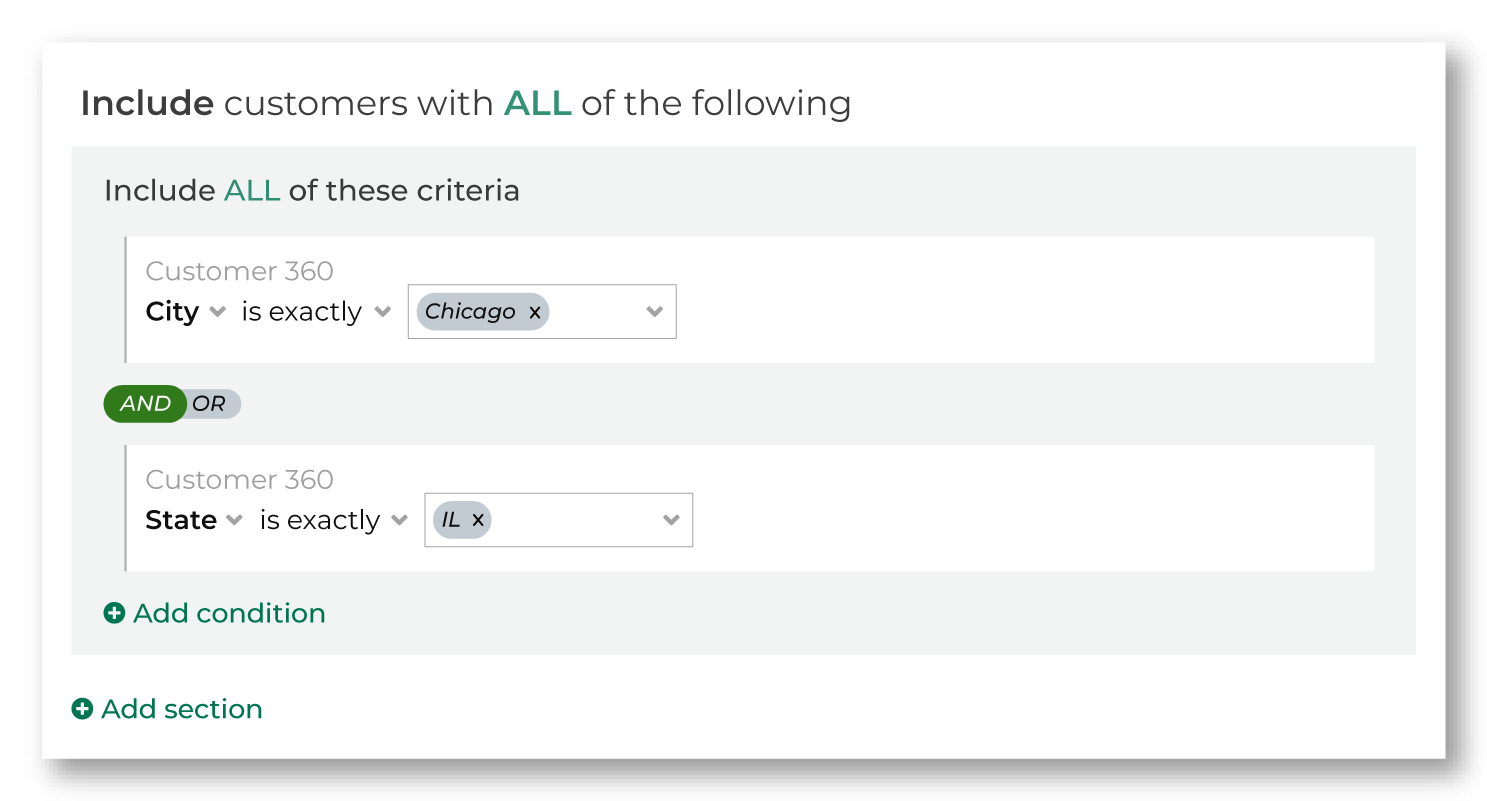 Include customers with ALL of the following
Include ALL of these criteria
Customer 360
City is exactly Chicago x
AND OR
Customer 360
State is exactly IL x
Add condition
Add section